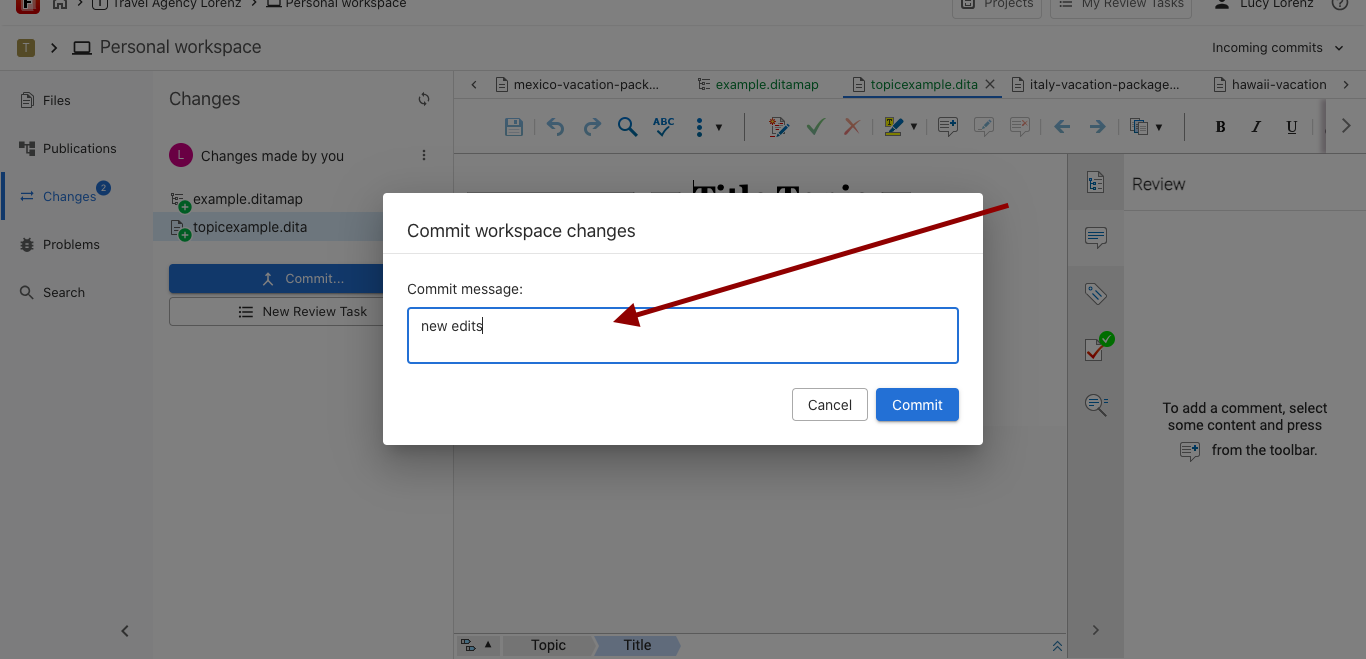 Travel Agency Lorenz > Personal workspace
Projects
My Review Tasks
Lucy Lorenz
T > Personal workspace
Incoming commits
Files
Publications
Changes 2
Problems
Search
Changes
L Changes made by you
example.ditamap
topicexample.dita
Commit...
New Review Task
mexico-vacation-pack...
example.ditamap
topicexample.dita
italy-vacation-package...
hawaii-vacation
ABC
B I U
Title Topic
Commit workspace changes
Commit message:
new edits
Cancel
Commit
Review
To add a comment, select
some content and press
from the toolbar.
Topic
Title